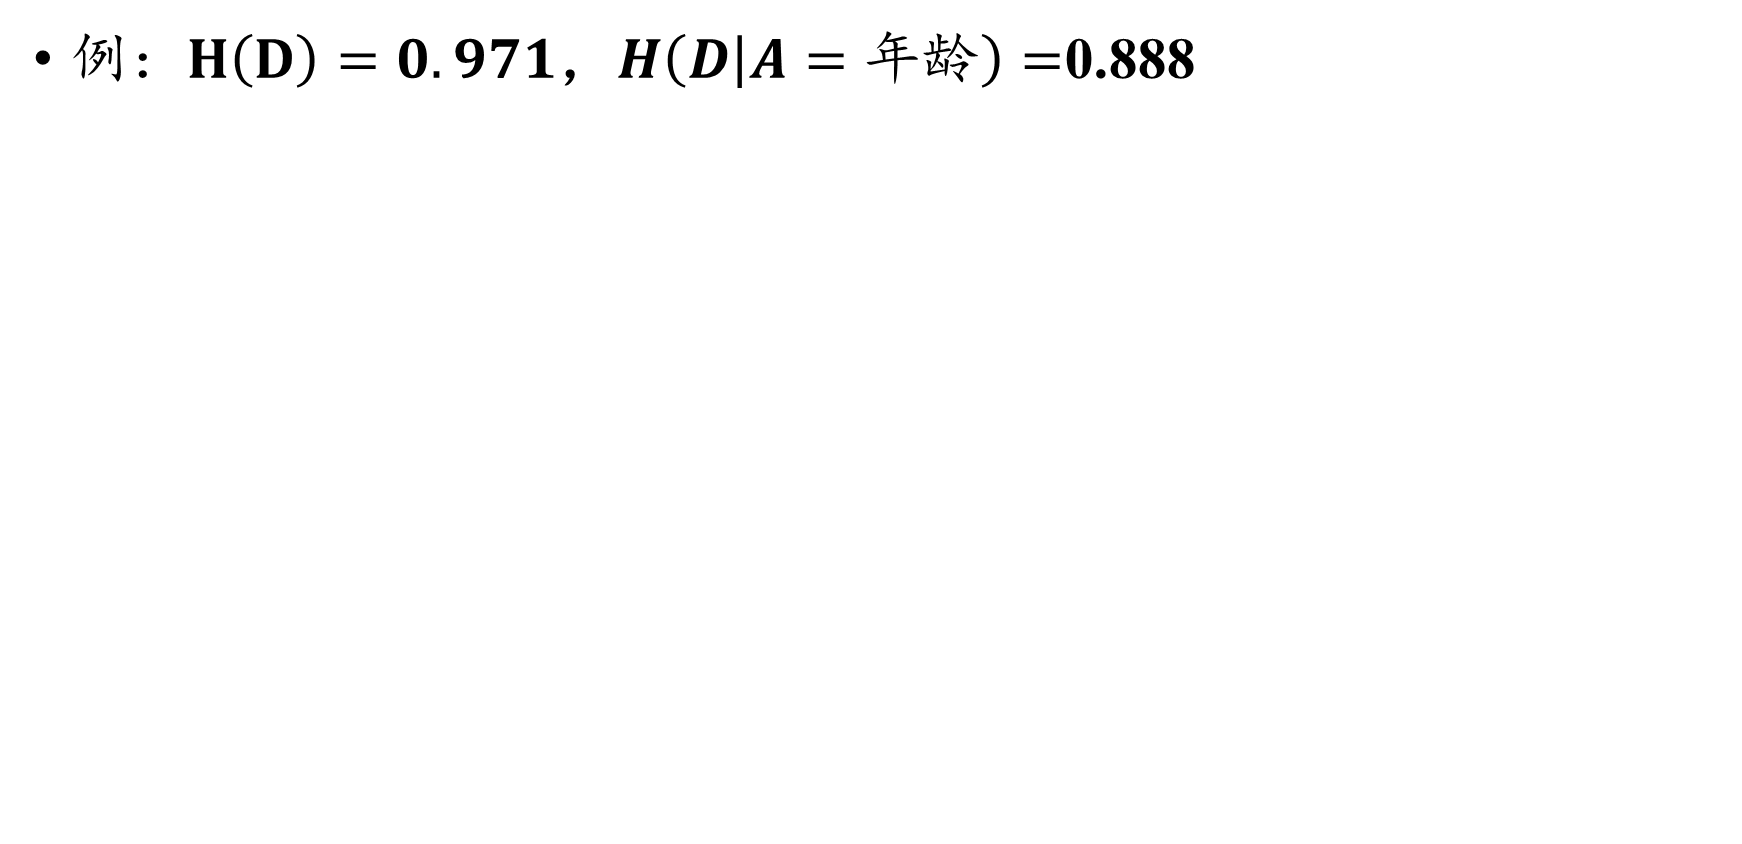 • 例：H(D) = 0.971，H(D|A = 年龄) =0.888